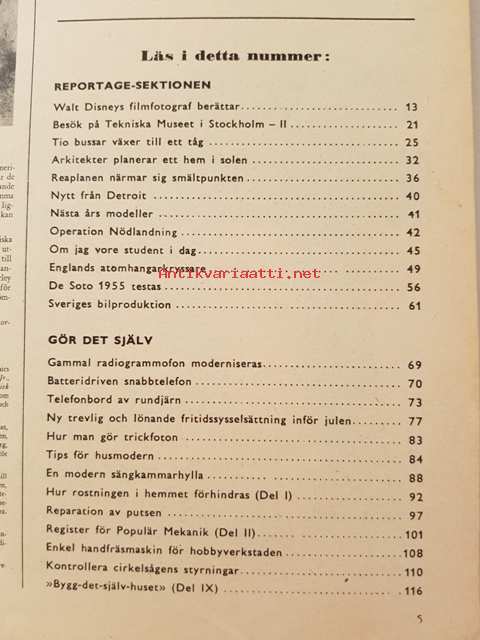 Läs i detta nummer:
REPORTAGE-SEKTIONEN
Walt Disneys filmfotograf berättar 13
Besök på Tekniska Museet i Stockholm – II 21
Tio bussar växer till ett tåg 25
Arkitekter planerar ett hem i solen 32
Reaplanen närmar sig smältpunkten 36
Nytt från Detroit 40
Nästa års modeller 41
Operation Nödlandning 42
Om jag vore student i dag 45
Englands atomhangarkryssare 49
Antikvariaatti.net
De Soto 1955 testas 56
Sveriges bilproduktion 61
GÖR DET SJÄLV
Gammal radiogrammofon moderniseras 69
Batteridriven snabbtelefon 70
Telefonbord av rundjärn 73
Ny trevlig och lönande fritidssysselsättning inför julen 77
Hur man gör trickfoton 83
Tips för husmodern 84
En modern sängkammarhylla 88
Hur rostningen i hemmet förhindras (Del I) 92
Reparation av putsen 97
Register för Populär Mekanik (Del II) 101
Enkel handfräsmaskin för hobbyverkstaden 108
Kontrollera cirkelsågens styrningar 110
»Bygg-det-själv-huset» (Del IX) 116
5